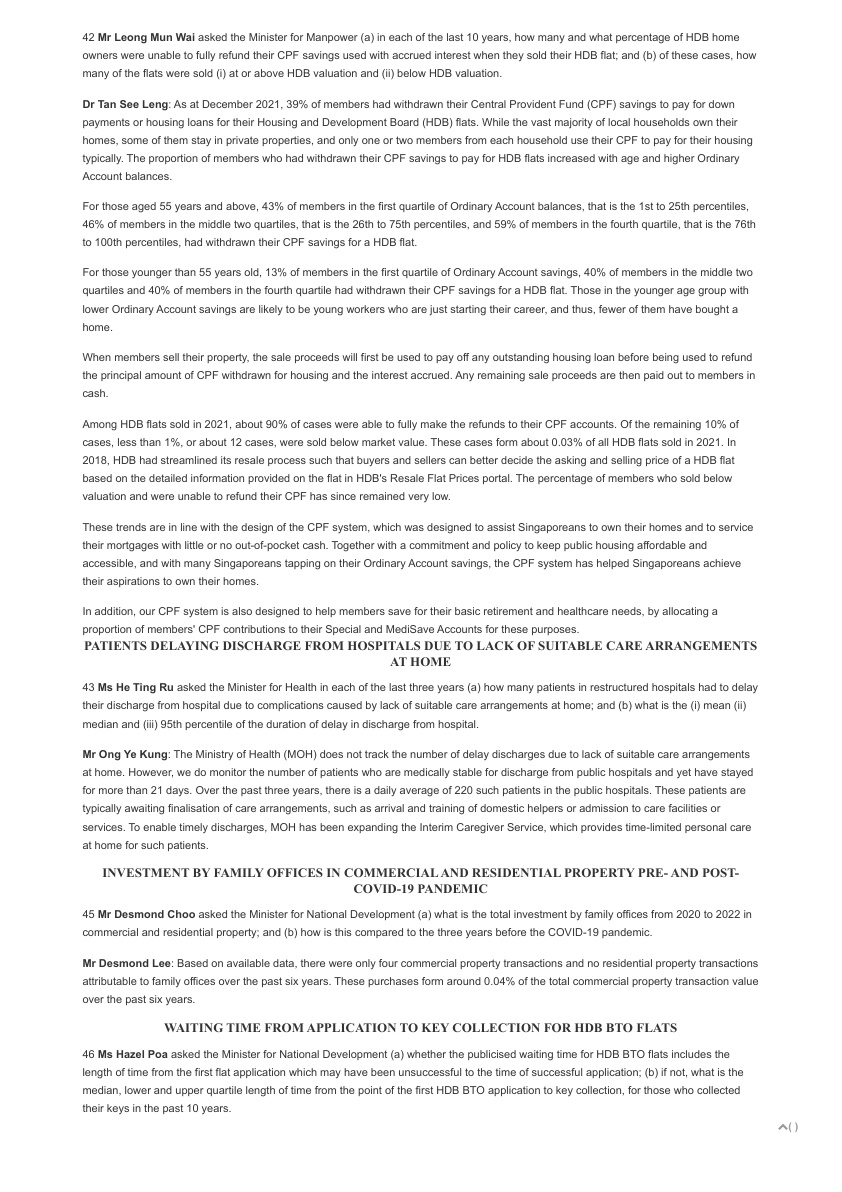 42 Mr Leong Mun Wai asked the Minister for Manpower (a) in each of the last 10 years, how many and what percentage of HDB home
owners were unable to fully refund their CPF savings used with accrued interest when they sold their HDB flat; and (b) of these cases, how
many of the flats were sold (i) at or above HDB valuation and (ii) below HDB valuation.
Dr Tan See Leng: As at December 2021, 39% of members had withdrawn their Central Provident Fund (CPF) savings to pay for down
payments or housing loans for their Housing and Development Board (HDB) flats. While the vast majority of local households own their
homes, some of them stay in private properties, and only one or two members from each household use their CPF to pay for their housing
typically. The proportion of members who had withdrawn their CPF savings to pay for HDB flats increased with age and higher Ordinary
Account balances.
For those aged 55 years and above, 43% of members in the first quartile of Ordinary Account balances, that is the 1st to 25th percentiles,
46% of members in the middle two quartiles, that is the 26th to 75th percentiles, and 59% of members in the fourth quartile, that is the 76th
to 100th percentiles, had withdrawn their CPF savings for a HDB flat.
For those younger than 55 years old, 13% of members in the first quartile of Ordinary Account savings, 40% of members in the middle two
quartiles and 40% of members in the fourth quartile had withdrawn their CPF savings for a HDB flat. Those in the younger age group with
lower Ordinary Account savings are likely to be young workers who are just starting their career, and thus, fewer of them have bought a
home.
When members sell their property, the sale proceeds will first be used to pay off any outstanding housing loan before being used to refund
the principal amount of CPF withdrawn for housing and the interest accrued. Any remaining sale proceeds are then paid out to members in
cash.
Among HDB flats sold in 2021, about 90% of cases were able to fully make the refunds to their CPF accounts. Of the remaining 10% of
cases, less than 1%, or about 12 cases, were sold below market value. These cases form about 0.03% of all HDB flats sold in 2021. In
2018, HDB had streamlined its resale process such that buyers and sellers can better decide the asking and selling price of a HDB flat
based on the detailed information provided on the flat in HDB's Resale Flat Prices portal. The percentage of members who sold below
valuation and were unable to refund their CPF has since remained very low.
These trends are in line with the design of the CPF system, which was designed to assist Singaporeans to own their homes and to service
their mortgages with little or no out-of-pocket cash. Together with a commitment and policy to keep public housing affordable and
accessible, and with many Singaporeans tapping on their Ordinary Account savings, the CPF system has helped Singaporeans achieve
their aspirations to own their homes.
In addition, our CPF system is also designed to help members save for their basic retirement and healthcare needs, by allocating a
proportion of members' CPF contributions to their Special and MediSave Accounts for these purposes.
PATIENTS DELAYING DISCHARGE FROM HOSPITALS DUE TO LACK OF SUITABLE CARE ARRANGEMENTS
AT HOME
43 Ms He Ting Ru asked the Minister for Health in each of the last three years (a) how many patients in restructured hospitals had to delay
their discharge from hospital due to complications caused by lack of suitable care arrangements at home; and (b) what is the (i) mean (ii)
median and (iii) 95th percentile of the duration of delay in discharge from hospital.
Mr Ong Ye Kung: The Ministry of Health (MOH) does not track the number of delay discharges due to lack of suitable care arrangements
at home. However, we do monitor the number of patients who are medically stable for discharge from public hospitals and yet have stayed
for more than 21 days. Over the past three years, there is a daily average of 220 such patients in the public hospitals. These patients are
typically awaiting finalisation of care arrangements, such as arrival and training of domestic helpers or admission to care facilities or
services. To enable timely discharges, MOH has been expanding the Interim Caregiver Service, which provides time-limited personal care
at home for such patients.
INVESTMENT BY FAMILY OFFICES IN COMMERCIAL AND RESIDENTIAL PROPERTY PRE- AND POST-
COVID-19 PANDEMIC
45 Mr Desmond Choo asked the Minister for National Development (a) what is the total investment by family offices from 2020 to 2022 in
commercial and residential property; and (b) how is this compared to the three years before the COVID-19 pandemic.
Mr Desmond Lee: Based on available data, there were only four commercial property transactions and no residential property transactions
attributable to family offices over the past six years. These purchases form around 0.04% of the total commercial property transaction value
over the past six years.
WAITING TIME FROM APPLICATION TO KEY COLLECTION FOR HDB BTO FLATS
46 Ms Hazel Poa asked the Minister for National Development (a) whether the publicised waiting time for HDB BTO flats includes the
length of time from the first flat application which may have been unsuccessful to the time of successful application; (b) if not, what is the
median, lower and upper quartile length of time from the point of the first HDB BTO application to key collection, for those who collected
their keys in the past 10 years.
( )